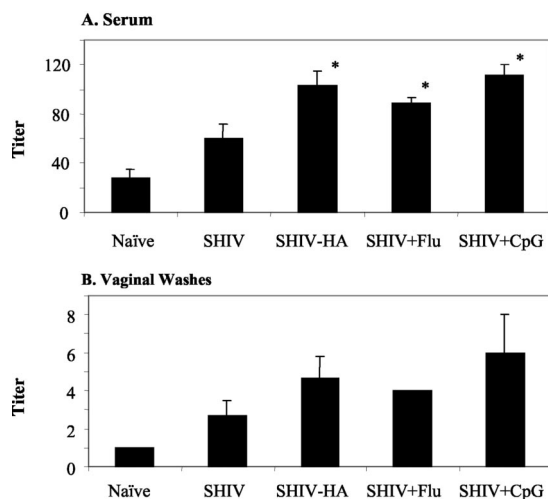 A. Serum
120
80
40
0
Titer
* * *
Naïve SHIV SHIV-HA SHIV+Flu SHIV+CpG
B. Vaginal Washes
8
6
4
2
0
Titer
Naïve SHIV SHIV-HA SHIV+Flu SHIV+CpG